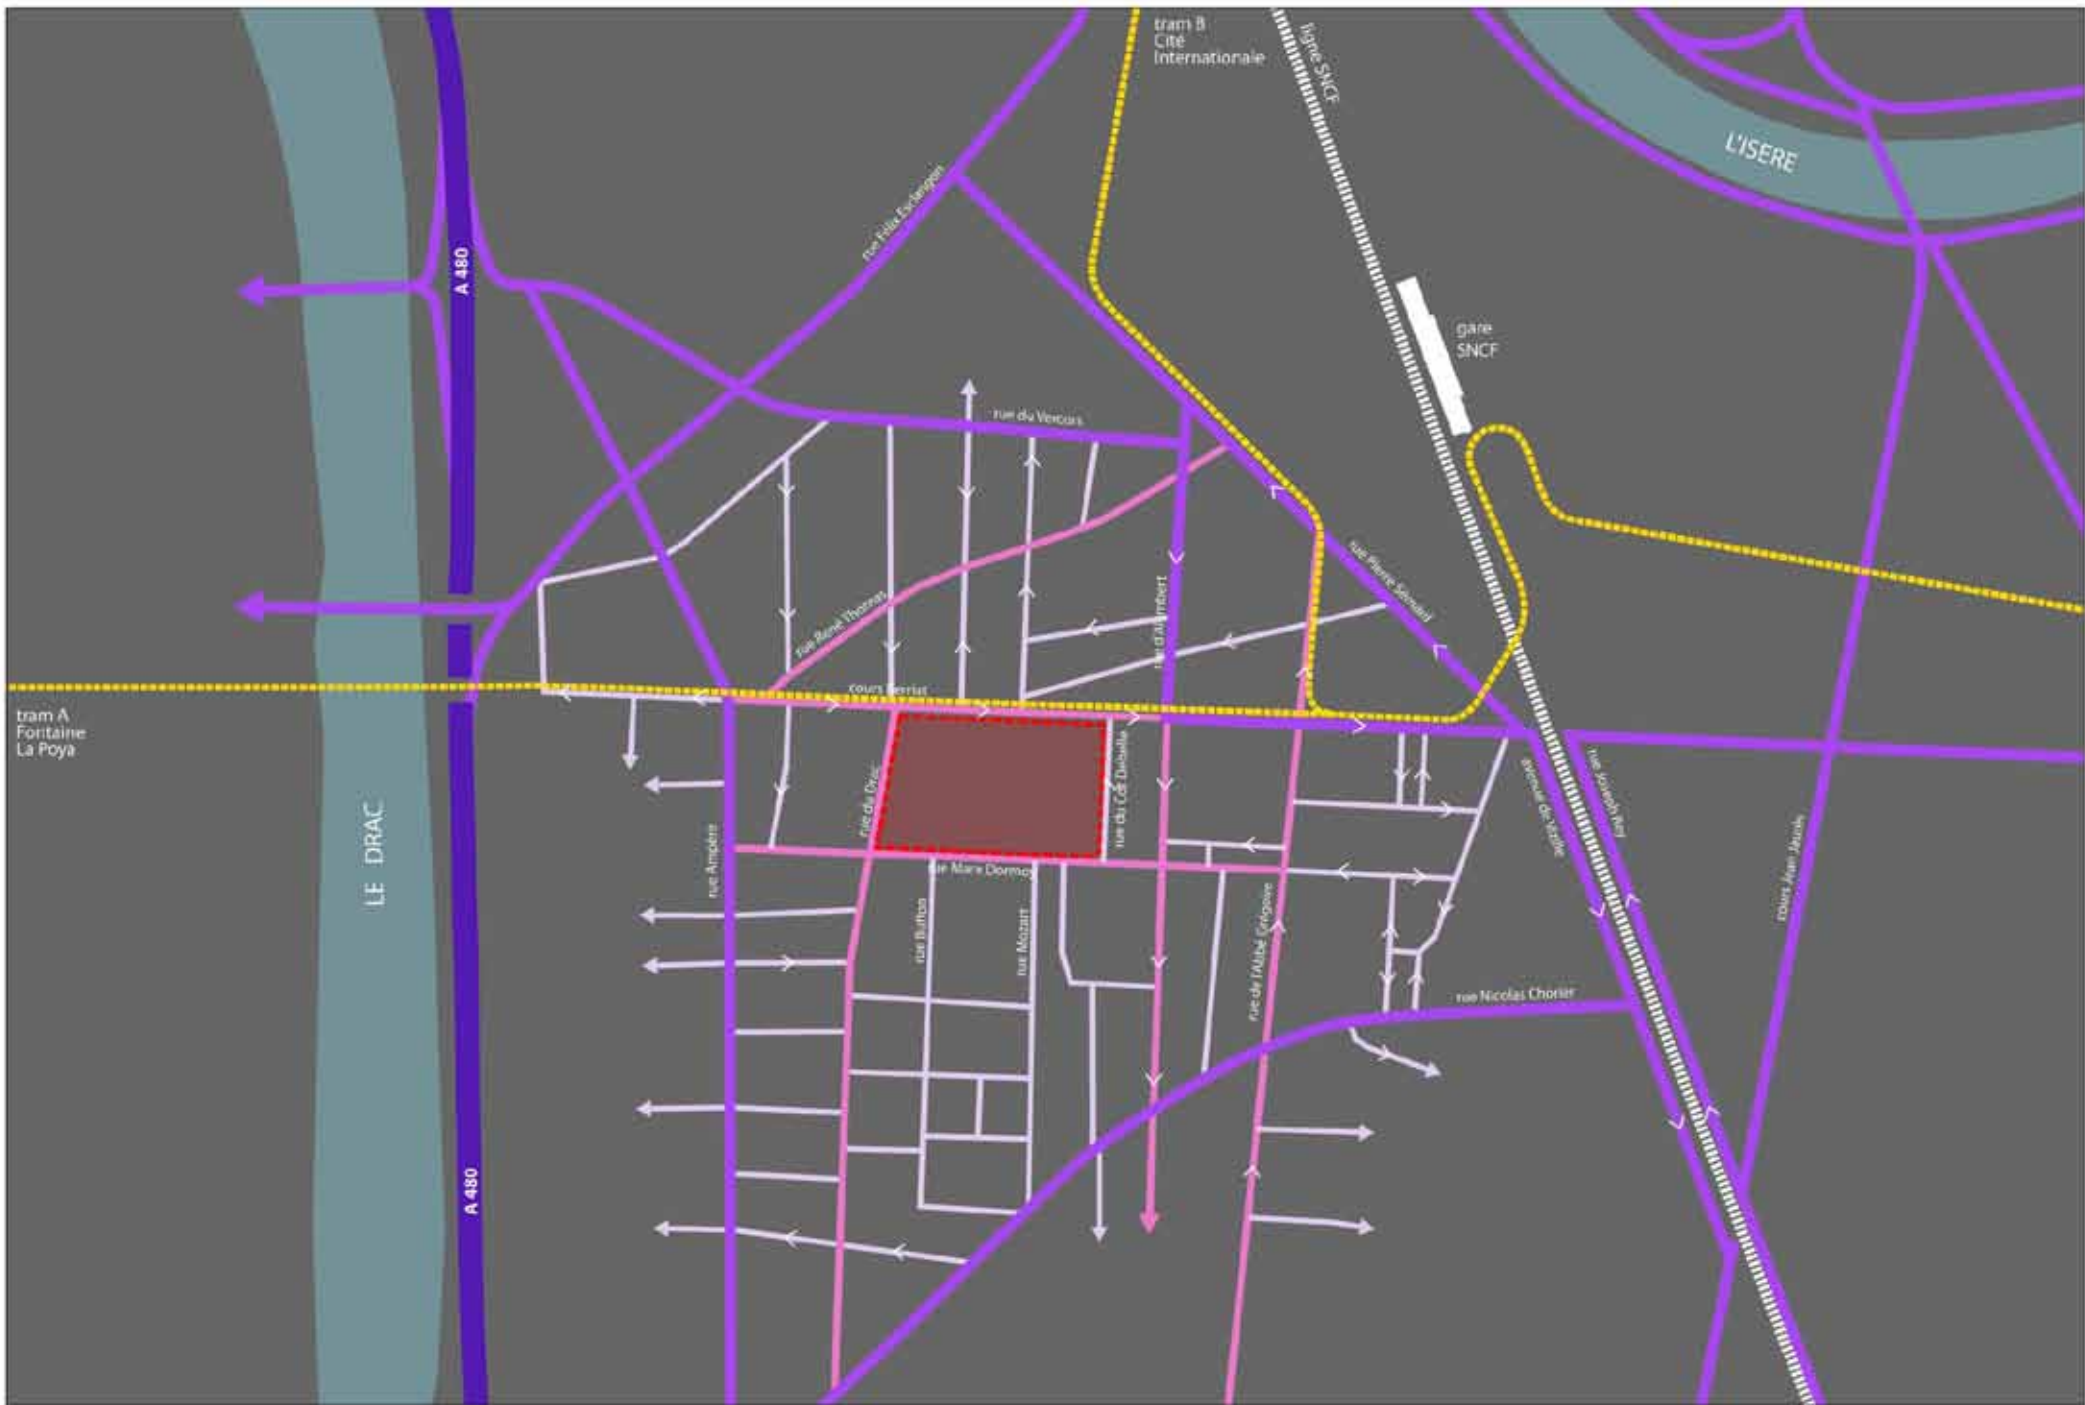 tram B
Cité
Internationale
ligne SNCF
L'ISERE
rue Félix Esclangon
A 480
gare
SNCF
rue du Vercors
rue Pierre Sémard
rue d'Alembert
rue René Thomas
cours Berriat
tram A
Fontaine
La Poya
rue du Drac
rue du Cdt Debelle
avenue de Vizille
rue Joseph Rey
LE DRAC
rue Ampère
rue Marx Dormoy
cours Jean Jaurès
rue Buffon
rue Mozart
rue de l'Abbé Grégoire
rue Nicolas Chorier
A 480